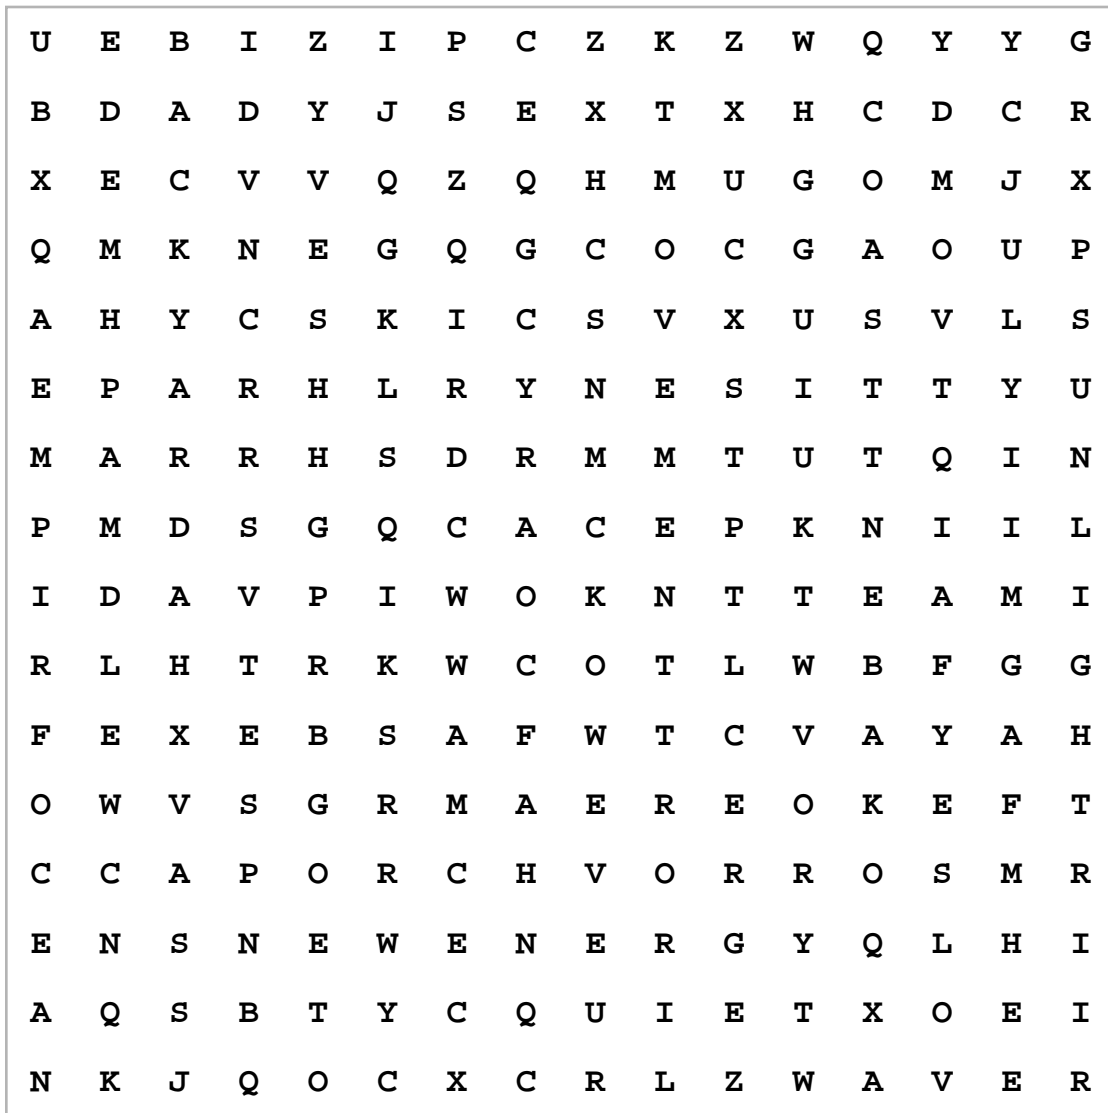 U E B I Z I P C Z K Z W Q Y Y G
B D A D Y J S E X T X H C D C R
X E C V V Q Z Q H M U G O M J X
Q M K N E G Q G C O C G A O U P
A H Y C S K I C S V X U S V L S
E P A R H L R Y N E S I T T Y U
M A R R H S D R M M T U T Q I N
P M D S G Q C A C E P K N I I L
I D A V P I W O K N T T E A M I
R L H T R K W C O T L W B F G G
F E X E B S A F W T C V A Y A H
O W V S G R M A E R E O K E F T
C C A P O R C H V O R R O S M R
E N S N E W E N E R G Y Q L H I
A Q S B T Y C Q U I E T X O E I
N K J Q O C X C R L Z W A V E R